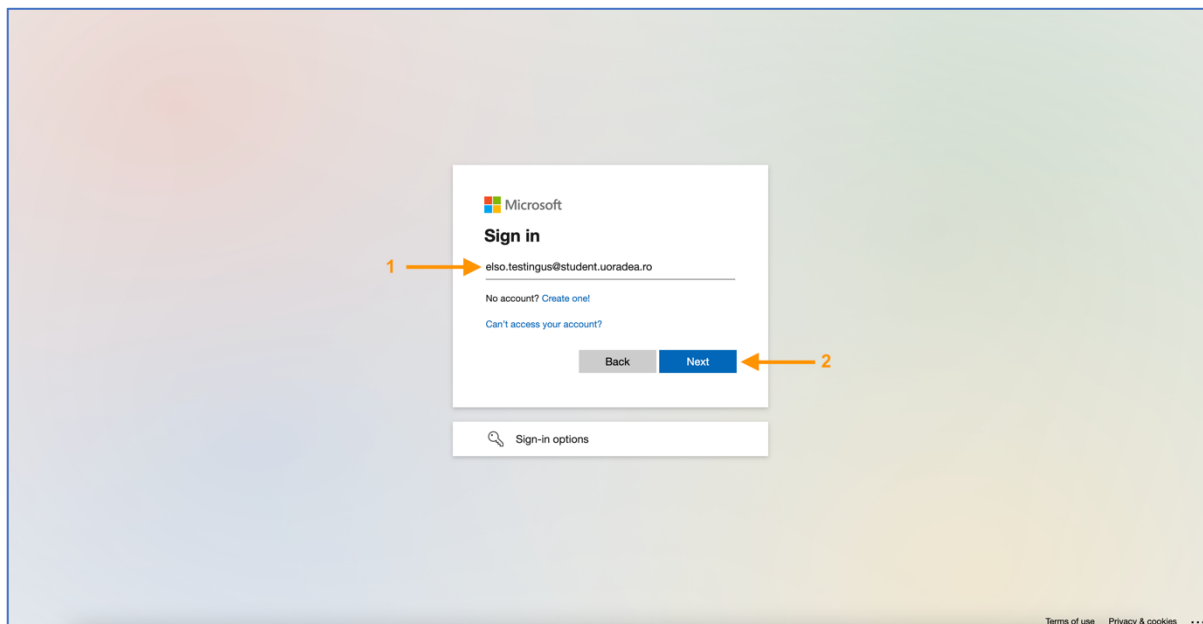 Microsoft
Sign in
1
elso.testingus@student.uoradea.ro
No account? Create one!
Can't access your account?
Back
Next
2
Sign-in options
Terms of use
Privacy & cookies
...